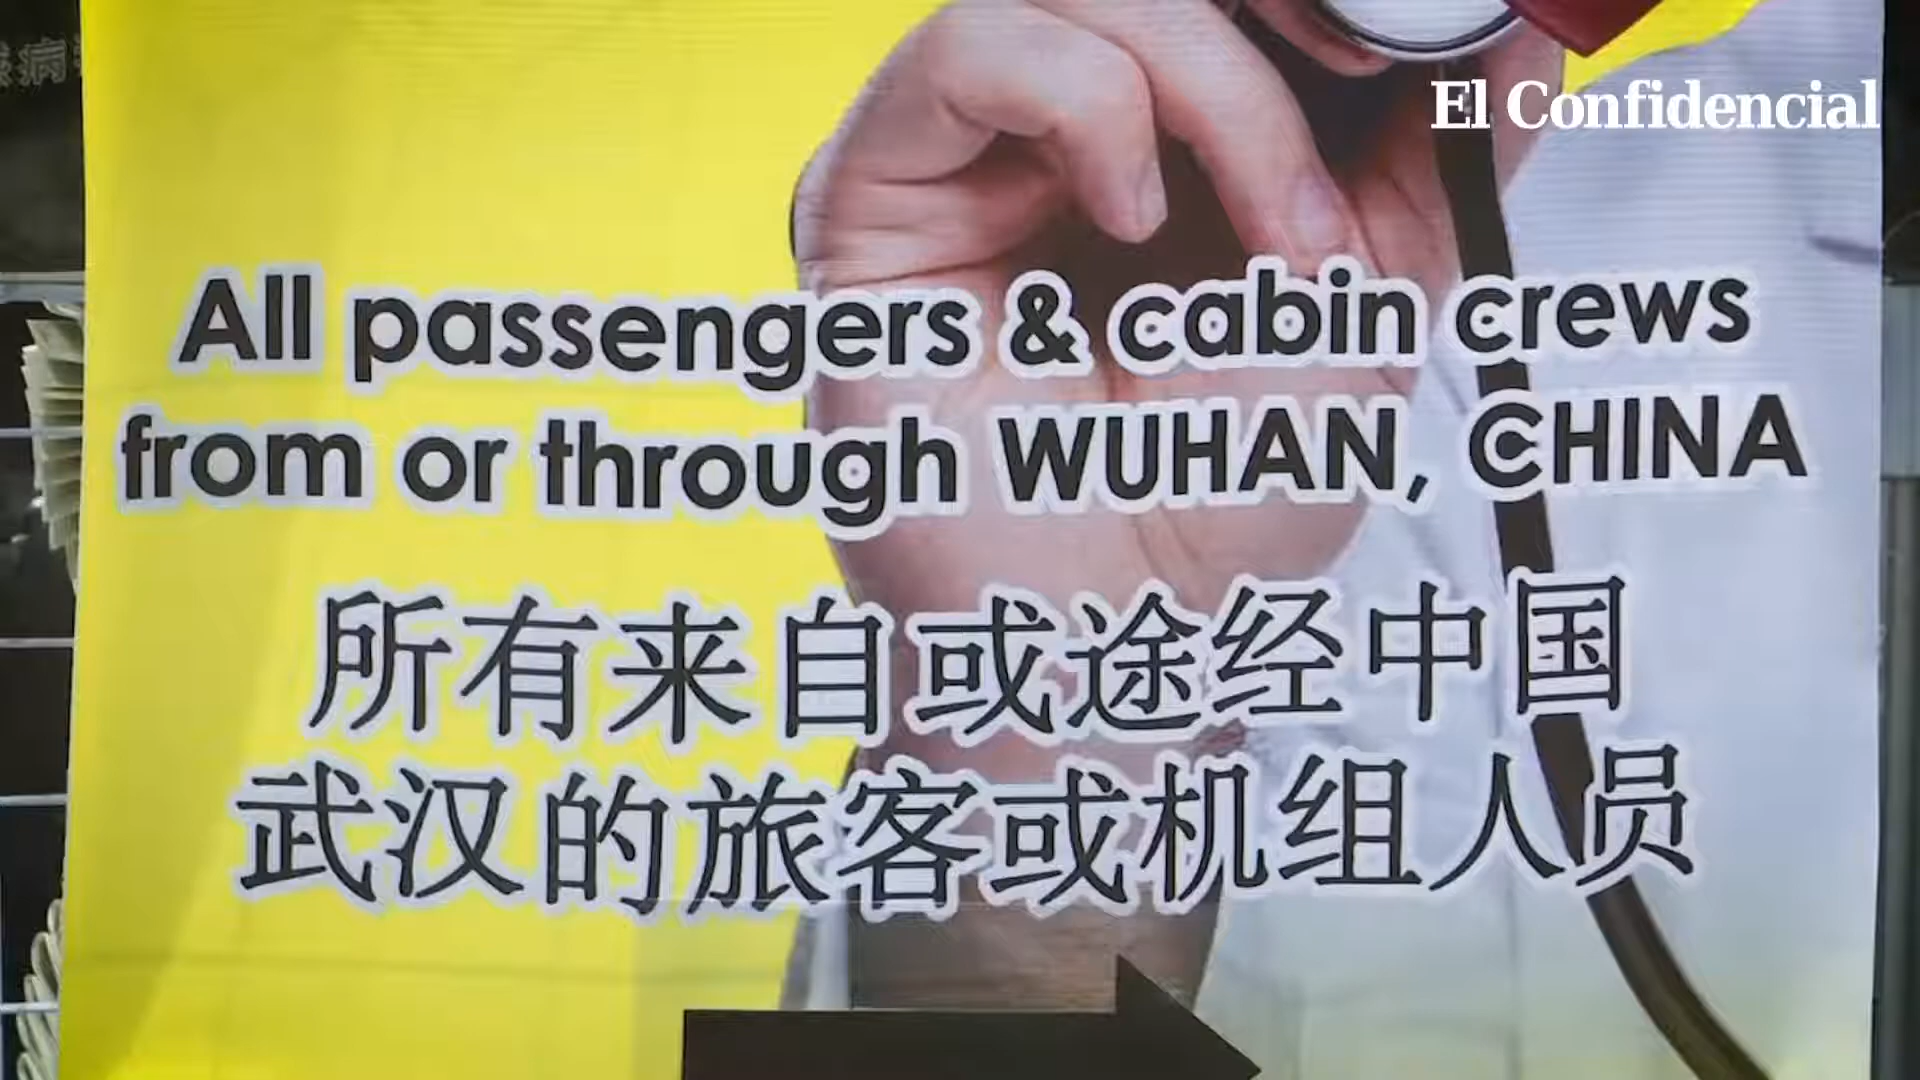 El Confidencial
All passengers & cabin crews
from or through WUHAN, CHINA
所有来自或途经中国
武汉的旅客或机组人员